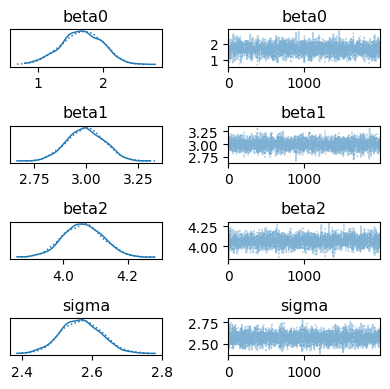 beta0 beta0
2
1
1 2 0 1000
beta1 beta1
3.25
3.00
2.75
2.75 3.00 3.25 0 1000
beta2 beta2
4.25
4.00
4.0 4.2 0 1000
sigma sigma
2.75
2.50
2.4 2.6 2.8 0 1000